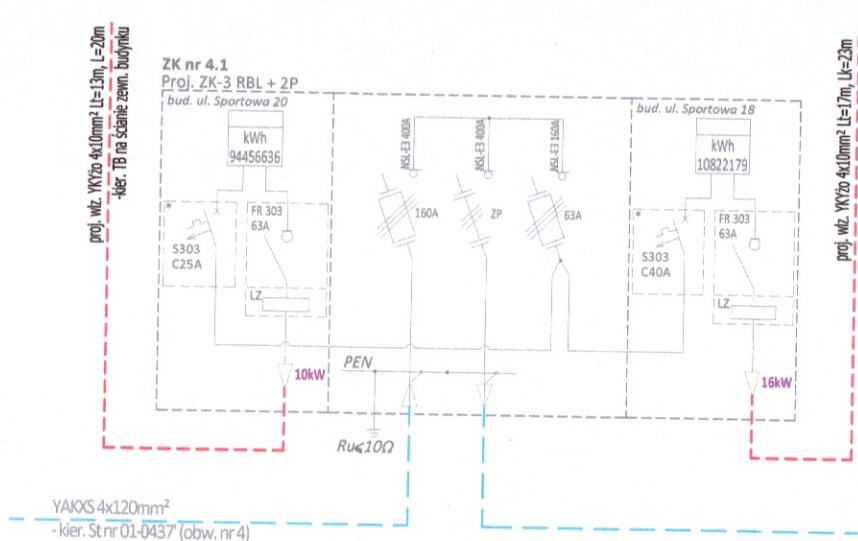 proj. wlz. YKYżo 4x10mm² Lt=13m, L=20m
-kier. TB na ścianie zewn. budynku
ZK nr 4.1
Proj. ZK-3 RBL + 2P
bud. ul. Sportowa 20
kWh
94456636
*
S303
C25A
FR 303
63A
LZ
10kW
NSL-E3 400A
160A
NSL-E3 400A
ZP
NSL-E3 160A
63A
PEN
Ru⩽10Ω
bud. ul. Sportowa 18
kWh
10822179
*
S303
C40A
FR 303
63A
LZ
16kW
proj. wlz. YKYżo 4x10mm² Lt=17m, Lk=23m
YAKXS 4x120mm²
-kier. St nr 01-0437' (obw. nr 4)